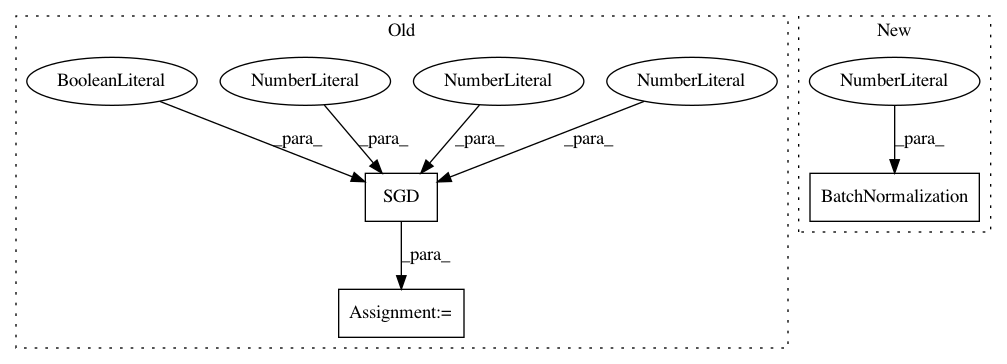 Old
New
BooleanLiteral
NumberLiteral
NumberLiteral
NumberLiteral
NumberLiteral
_para_
_para_
_para_
_para_
_para_
SGD
BatchNormalization
_para_
Assignment:=